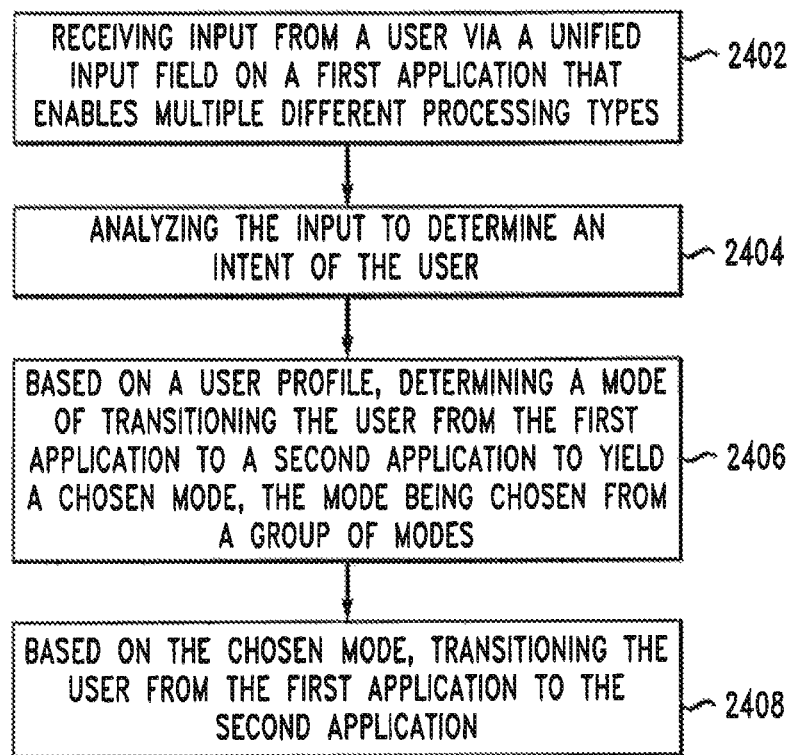 RECEIVING INPUT FROM A USER VIA A UNIFIED
INPUT FIELD ON A FIRST APPLICATION THAT
ENABLES MULTIPLE DIFFERENT PROCESSING TYPES
2402
ANALYZING THE INPUT TO DETERMINE AN
INTENT OF THE USER
2404
BASED ON A USER PROFILE, DETERMINING A MODE
OF TRANSITIONING THE USER FROM THE FIRST
APPLICATION TO A SECOND APPLICATION TO YIELD
A CHOSEN MODE, THE MODE BEING CHOSEN FROM
A GROUP OF MODES
2406
BASED ON THE CHOSEN MODE, TRANSITIONING THE
USER FROM THE FIRST APPLICATION TO THE
SECOND APPLICATION
2408